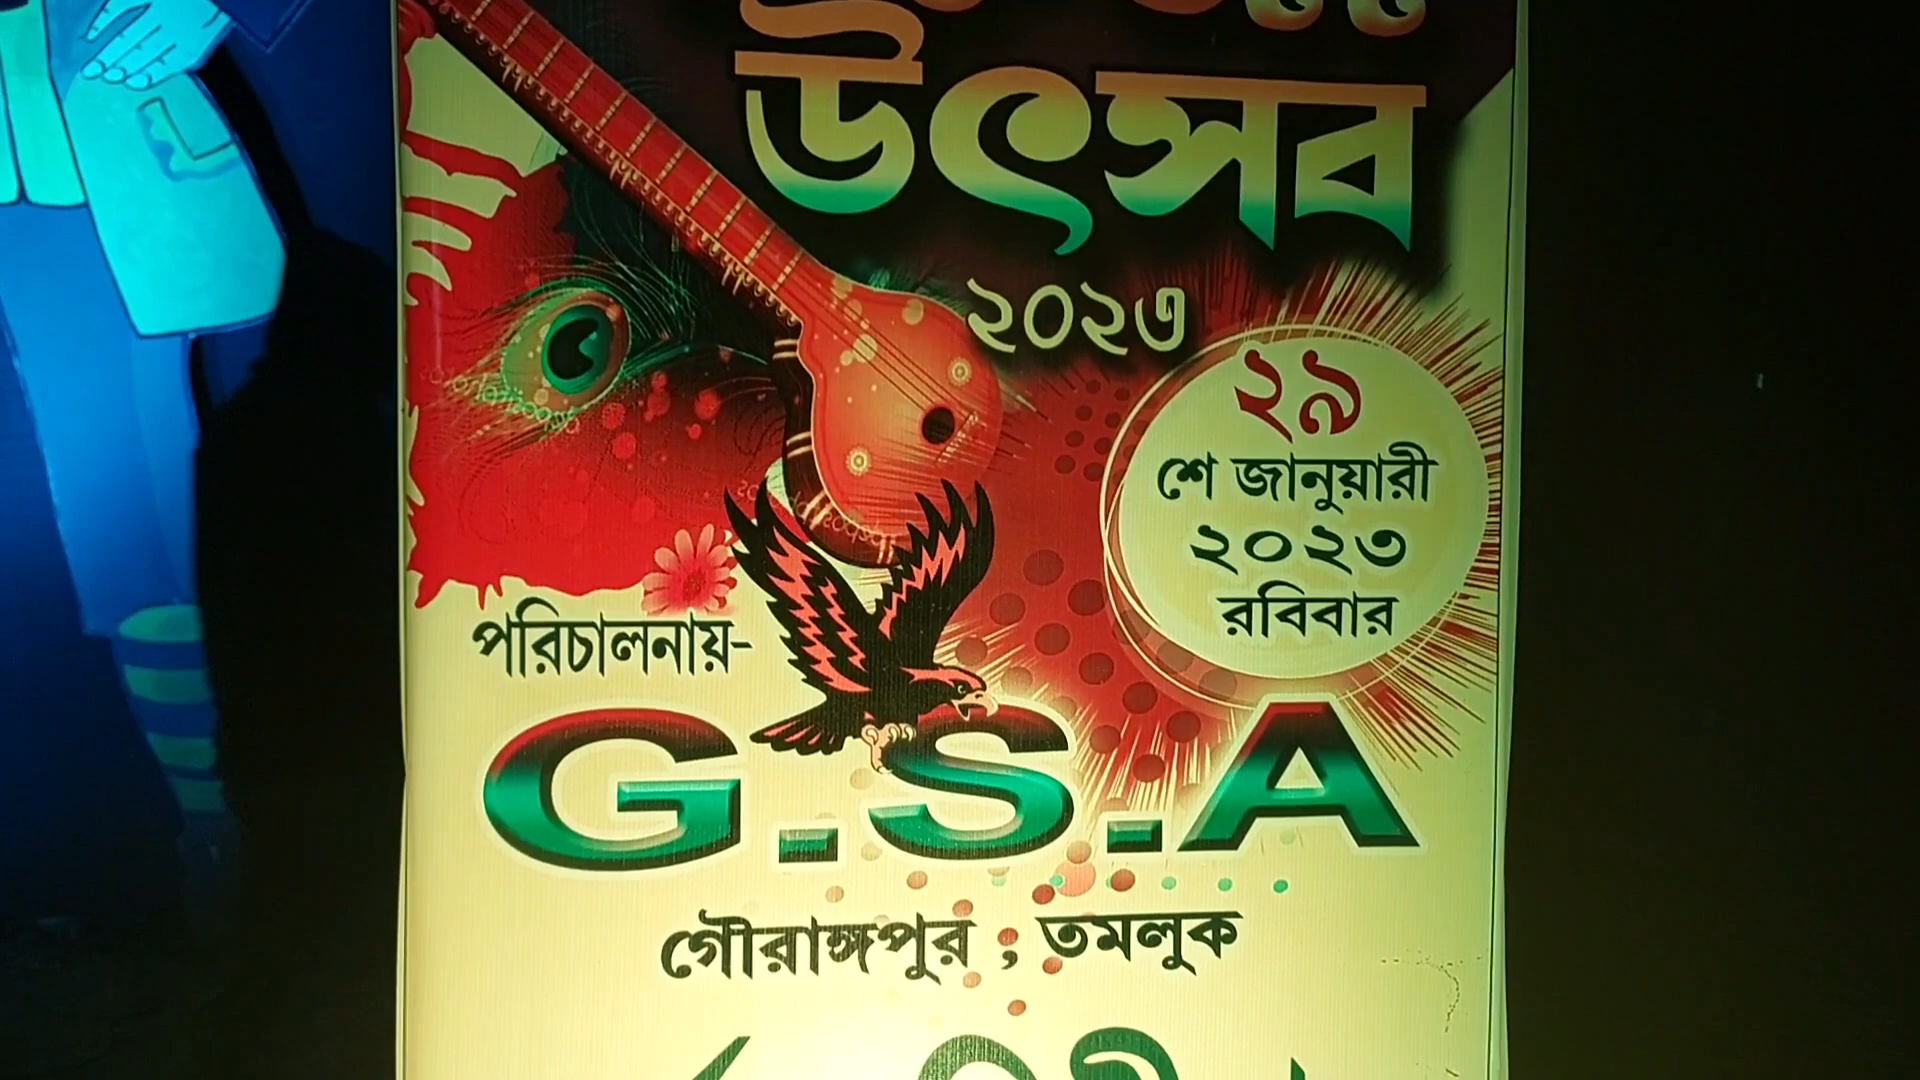 উৎসব
২০২৩
২৯
শে জানুয়ারী
২০২৩
রবিবার
পরিচালনায়-
G.S.A
গৌরাঙ্গপুর ; তমলুক